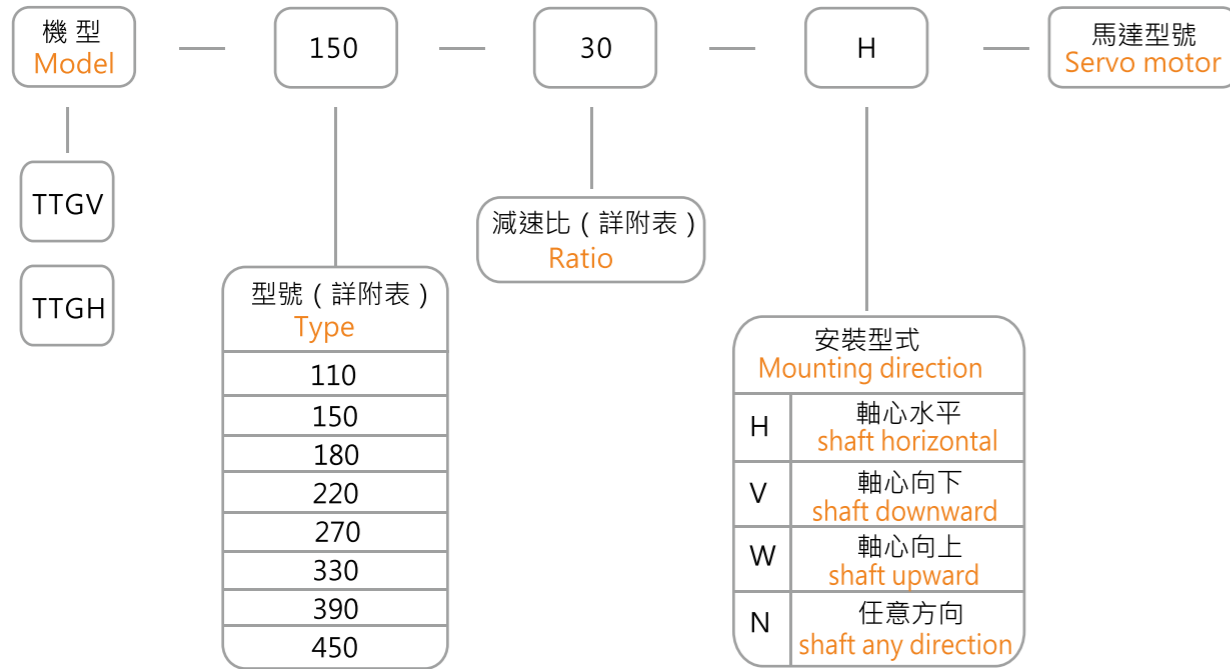 機 型
Model
150
30
H
馬達型號
Servo motor
TTGV
TTGH
型號 ( 詳附表 )
Type
110
150
180
220
270
330
390
450
減速比 ( 詳附表 )
Ratio
安裝型式
Mounting direction
H
軸心水平
shaft horizontal
V
軸心向下
shaft downward
W
軸心向上
shaft upward
N
任意方向
shaft any direction